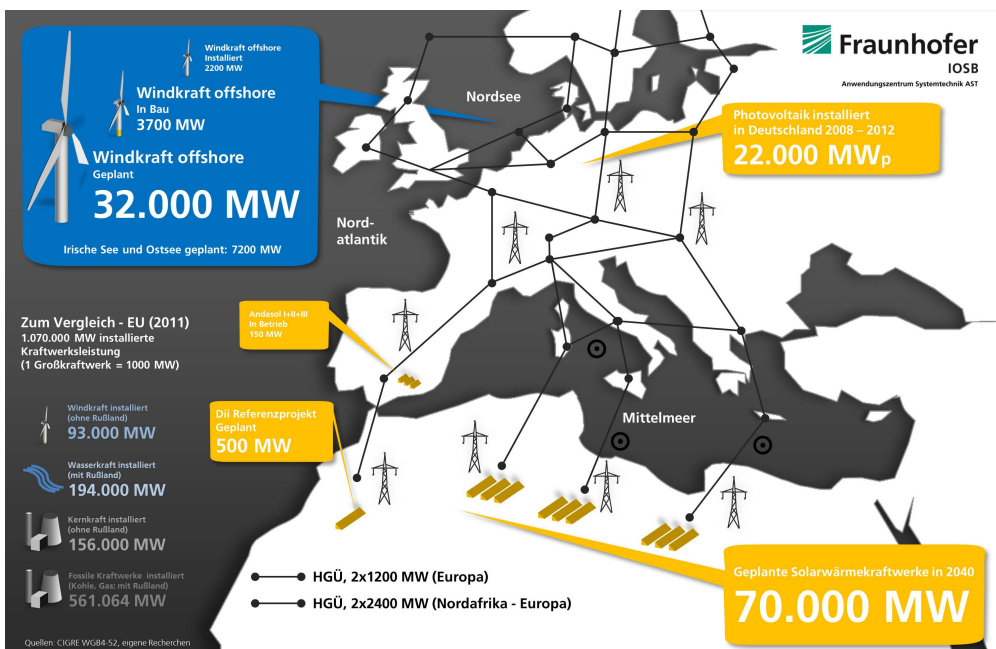 Windkraft offshore
Installiert
2200 MW
Windkraft offshore
In Bau
3700 MW
Windkraft offshore
Geplant
32.000 MW
Irische See und Ostsee geplant: 7200 MW
Nordsee
Nord-
atlantik
Fraunhofer
IOSB
Anwendungszentrum Systemtechnik AST
Photovoltaik installiert
in Deutschland 2008 – 2012
22.000 MWp
Zum Vergleich - EU (2011)
1.070.000 MW installierte
Kraftwerksleistung
(1 Großkraftwerk = 1000 MW)
Windkraft installiert
(ohne Rußland)
93.000 MW
Wasserkraft installiert
(mit Rußland)
194.000 MW
Kernkraft installiert
(ohne Rußland)
156.000 MW
Fossile Kraftwerke installiert
(Kohle, Gas; mit Rußland)
561.064 MW
Quellen: CIGRE WGB4-52, eigene Recherchen
Andasol I+II+III
In Betrieb
150 MW
Dii Referenzprojekt
Geplant
500 MW
Mittelmeer
HGÜ, 2x1200 MW (Europa)
HGÜ, 2x2400 MW (Nordafrika - Europa)
Geplante Solarwärmekraftwerke in 2040
70.000 MW